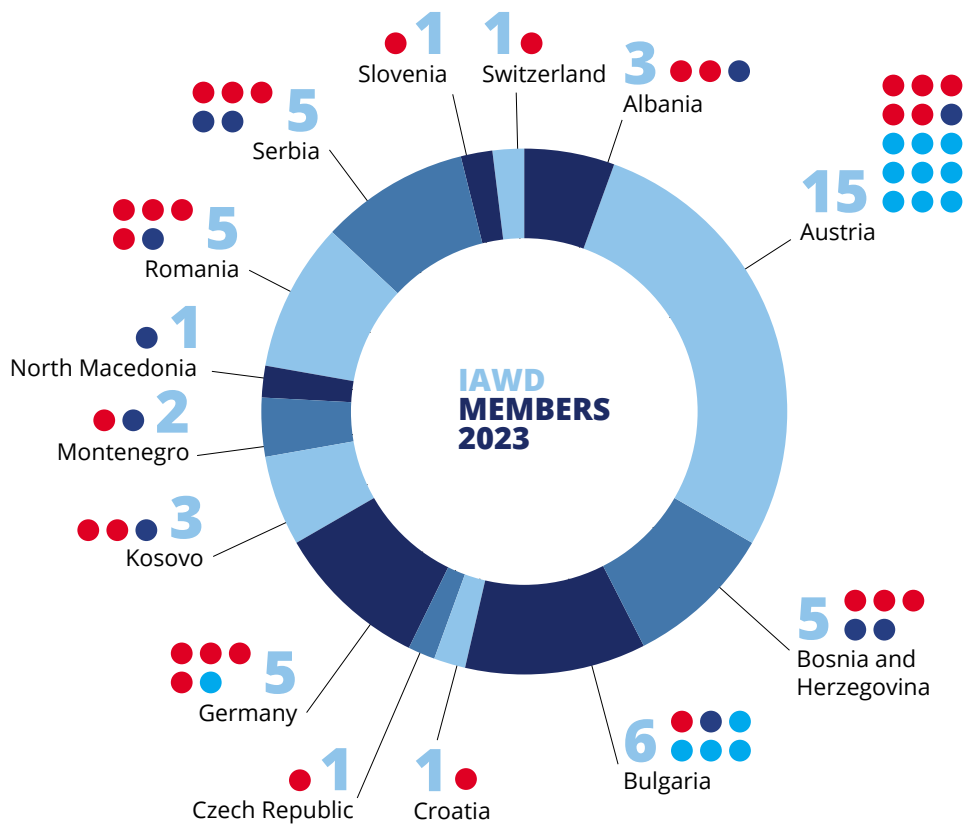 1
Slovenia
1
Switzerland
3
Albania
15
Austria
5
Bosnia and
Herzegovina
6
Bulgaria
1
Croatia
1
Czech Republic
5
Germany
3
Kosovo
2
Montenegro
1
North Macedonia
5
Romania
5
Serbia
IAWD
MEMBERS
2023